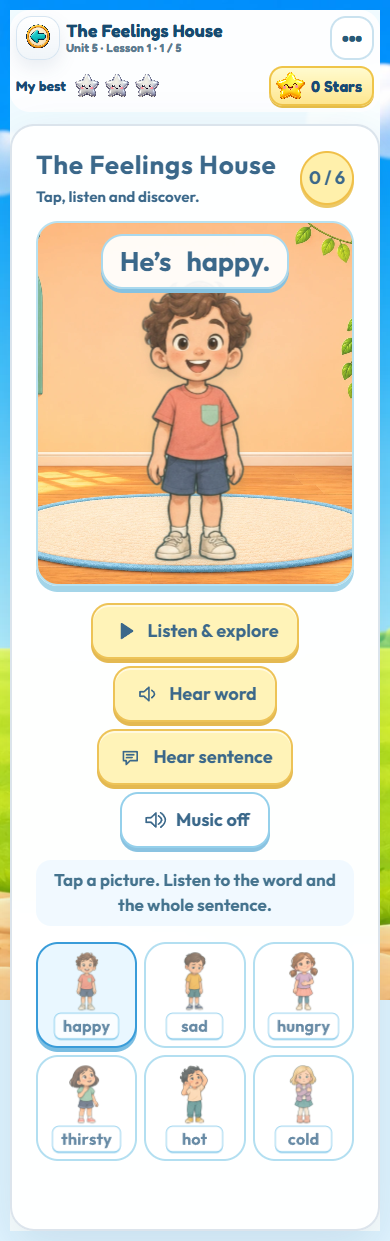 The Feelings House
Unit 5 · Lesson 1 · 1 / 5
My best
0 Stars
The Feelings House
Tap, listen and discover.
0 / 6
He's happy.
Listen & explore
Hear word
Hear sentence
Music off
Tap a picture. Listen to the word and
the whole sentence.
happy
sad
hungry
thirsty
hot
cold